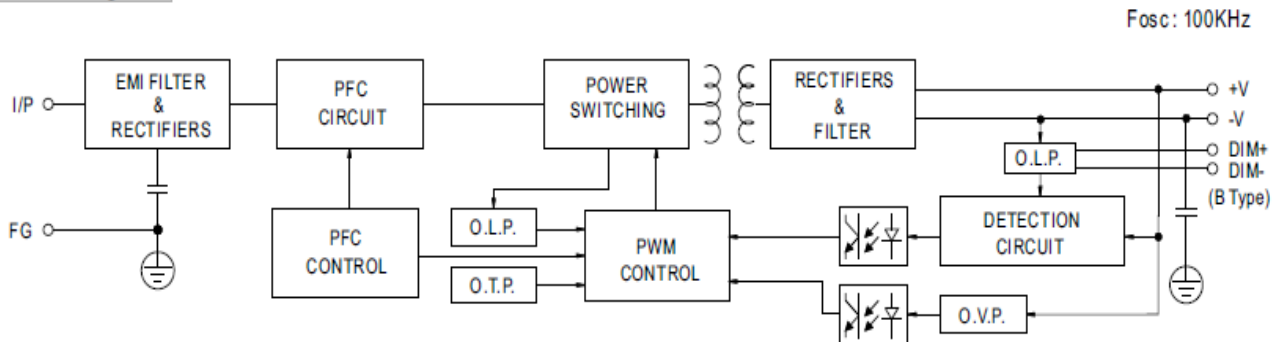 Fosc : 100KHz
I/P
EMI FILTER
&
RECTIFIERS
PFC
CIRCUIT
POWER
SWITCHING
RECTIFIERS
&
FILTER
+V
-V
DIM+
DIM-
(B Type)
O.L.P.
FG
PFC
CONTROL
O.L.P.
O.T.P.
PWM
CONTROL
DETECTION
CIRCUIT
O.V.P.